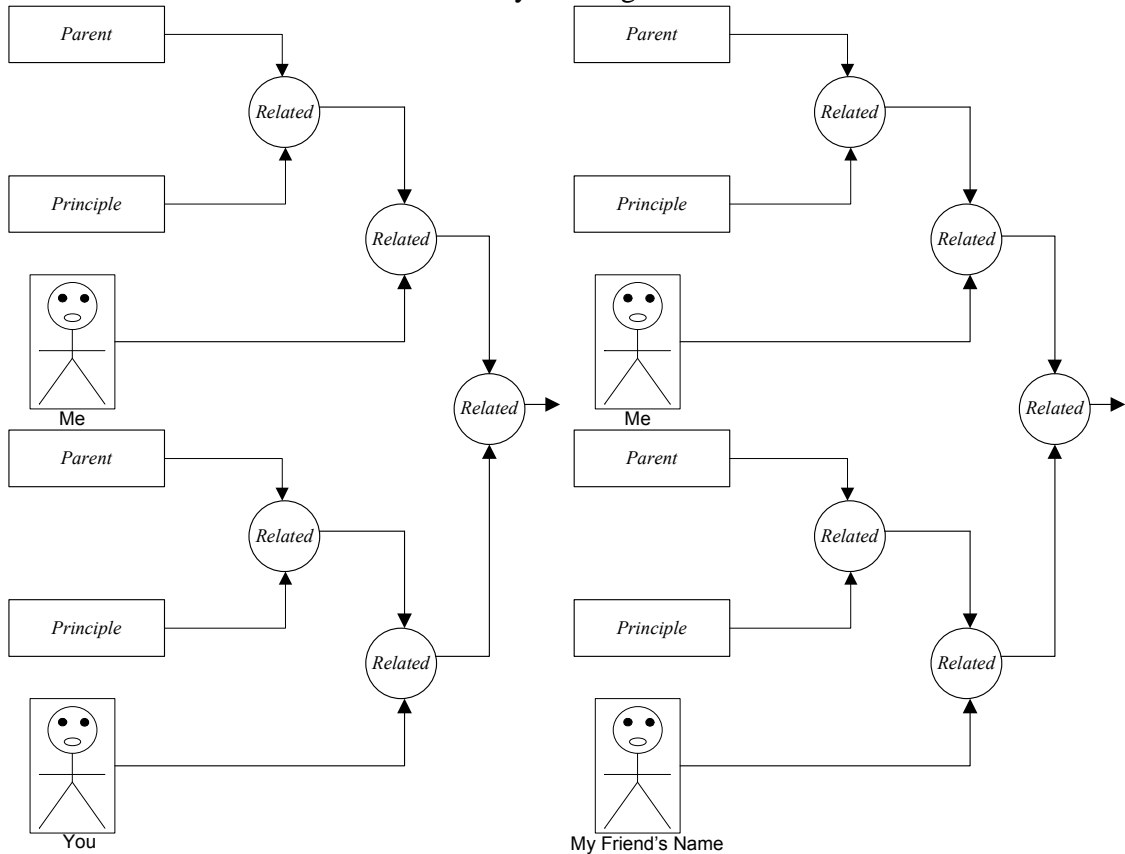 Parent
Related
Principle
Related
Me
Related
Parent
Related
Principle
Related
You
Parent
Related
Principle
Related
Me
Related
Parent
Related
Principle
Related
My Friend's Name